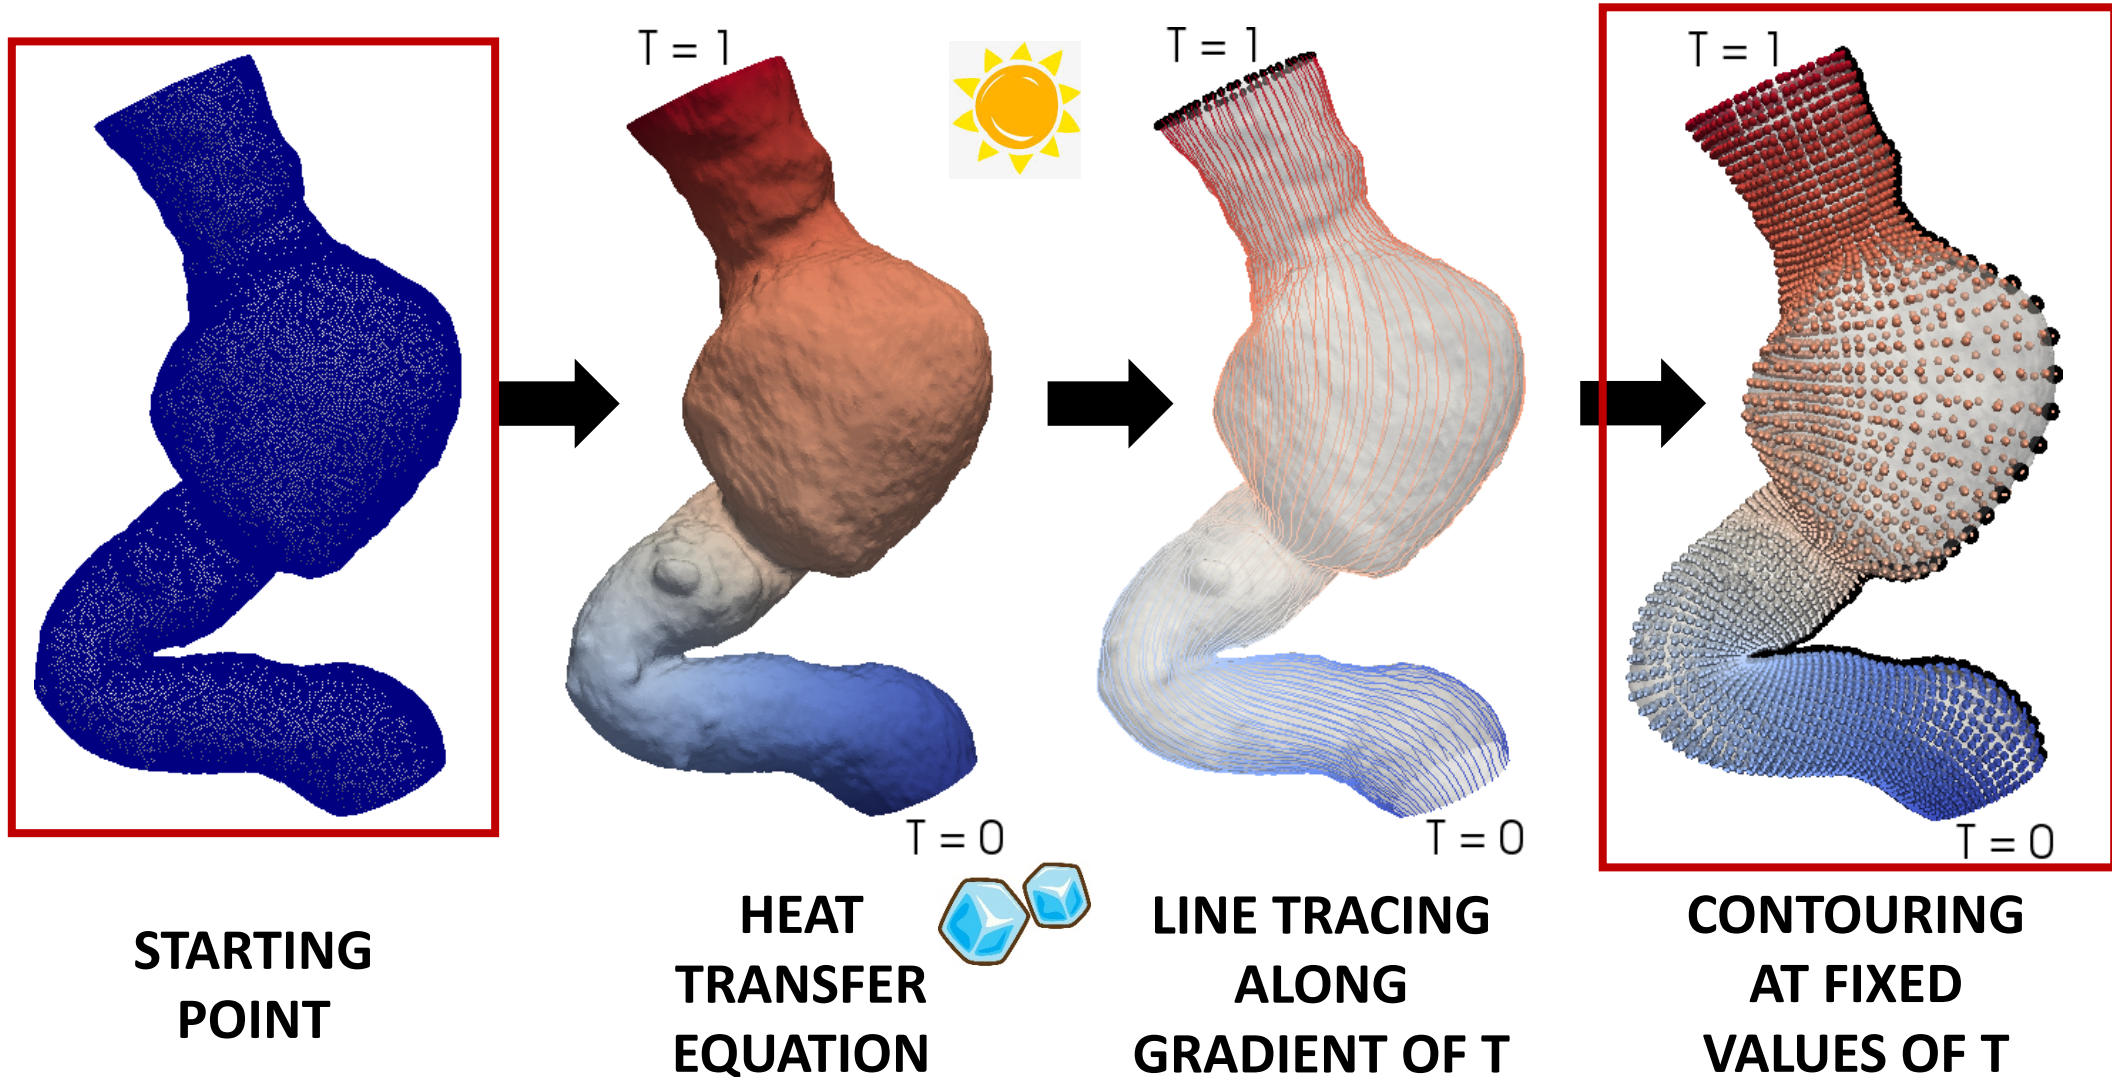 T = 1
T = 1
T = 1
T = 0
T = 0
T = 0
STARTING
POINT
HEAT
TRANSFER
EQUATION
LINE TRACING
ALONG
GRADIENT OF T
CONTOURING
AT FIXED
VALUES OF T